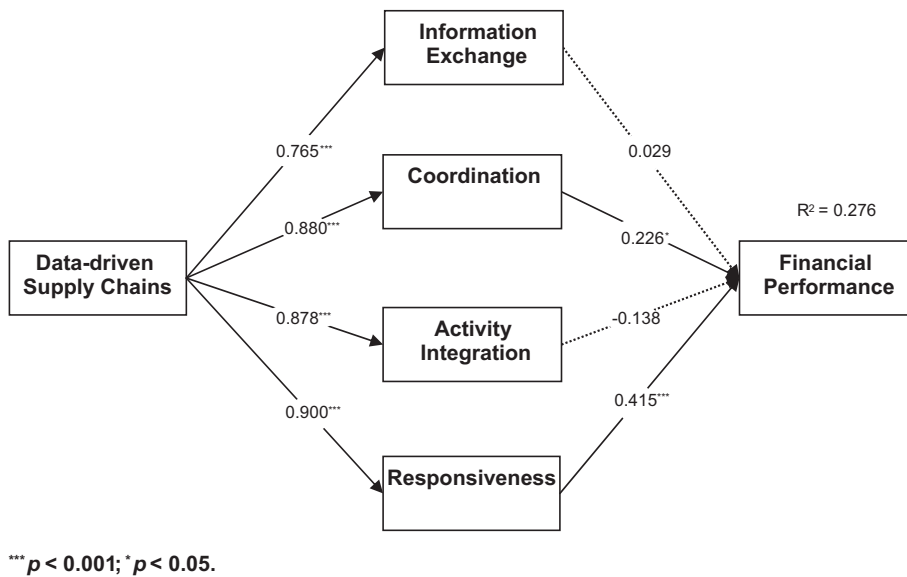 Information
Exchange
0.765***
0.029
Coordination
R² = 0.276
0.880***
0.226*
Data-driven
Supply Chains
Financial
Performance
0.878***
-0.138
Activity
Integration
0.900***
0.415***
Responsiveness
*** p < 0.001; * p < 0.05.